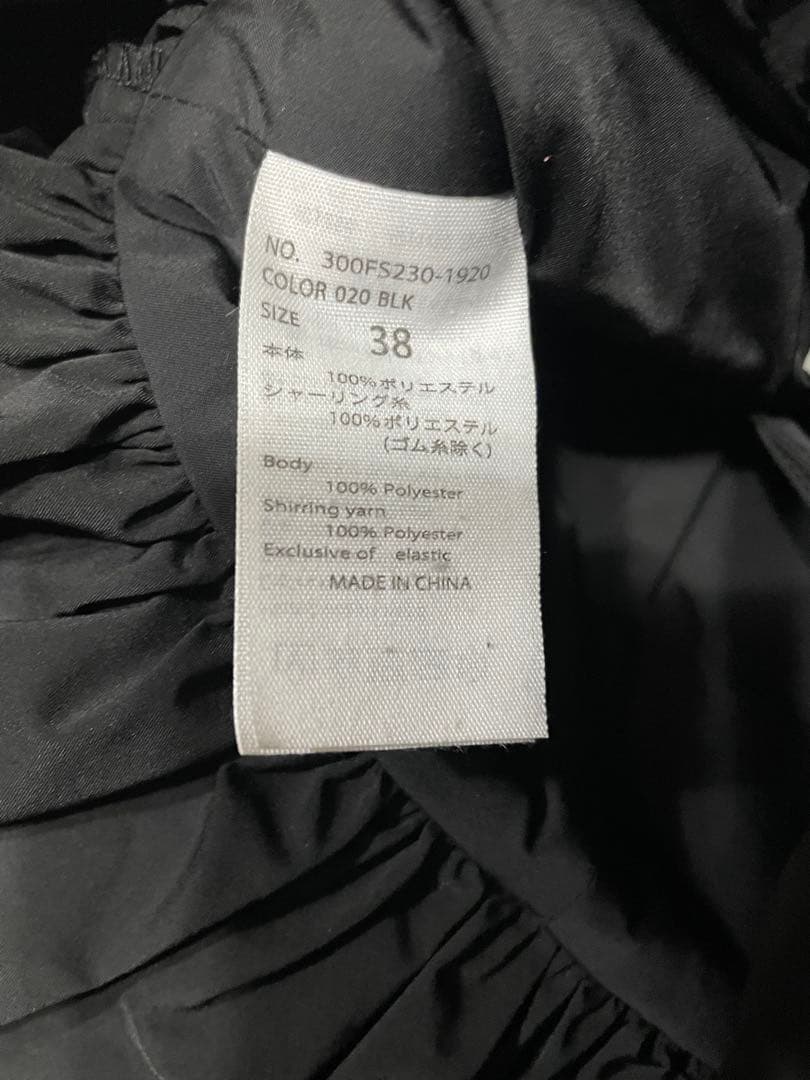 NO. 300FS230-1920
COLOR 020 BLK
SIZE 38
本体
100%ポリエステル
シャーリング糸
100%ポリエステル
(ゴム糸除く)
Body
100% Polyester
Shirring yarn
100% Polyester
Exclusive of elastic
MADE IN CHINA